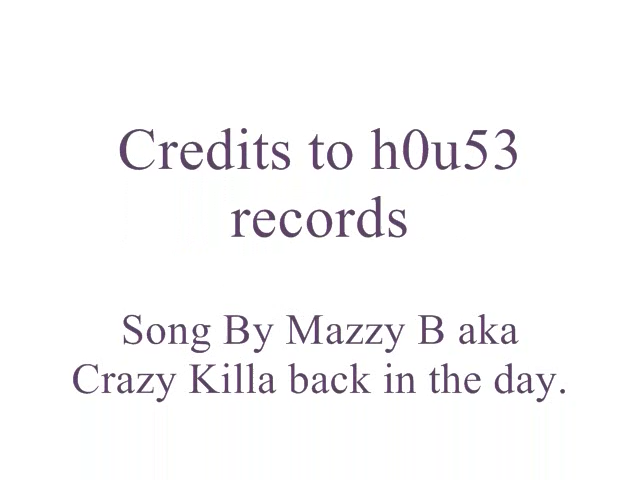 Credits to h0u53
records
Song By Mazzy B aka
Crazy Killa back in the day.